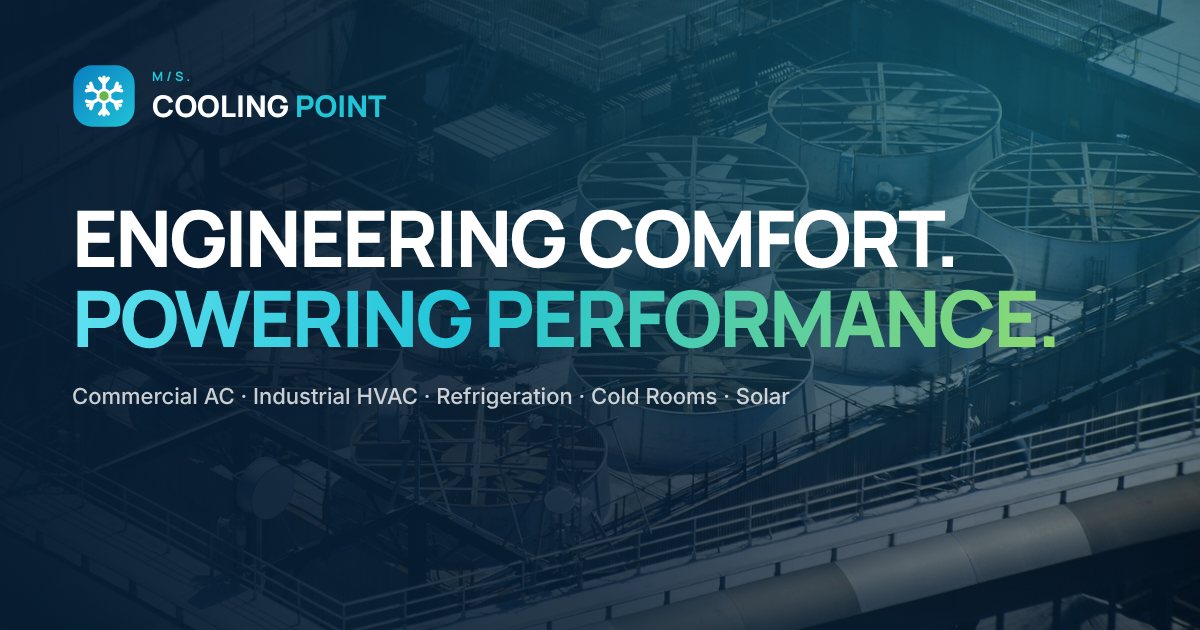 M/S.
COOLING POINT
ENGINEERING COMFORT.
POWERING PERFORMANCE.
Commercial AC · Industrial HVAC · Refrigeration · Cold Rooms · Solar